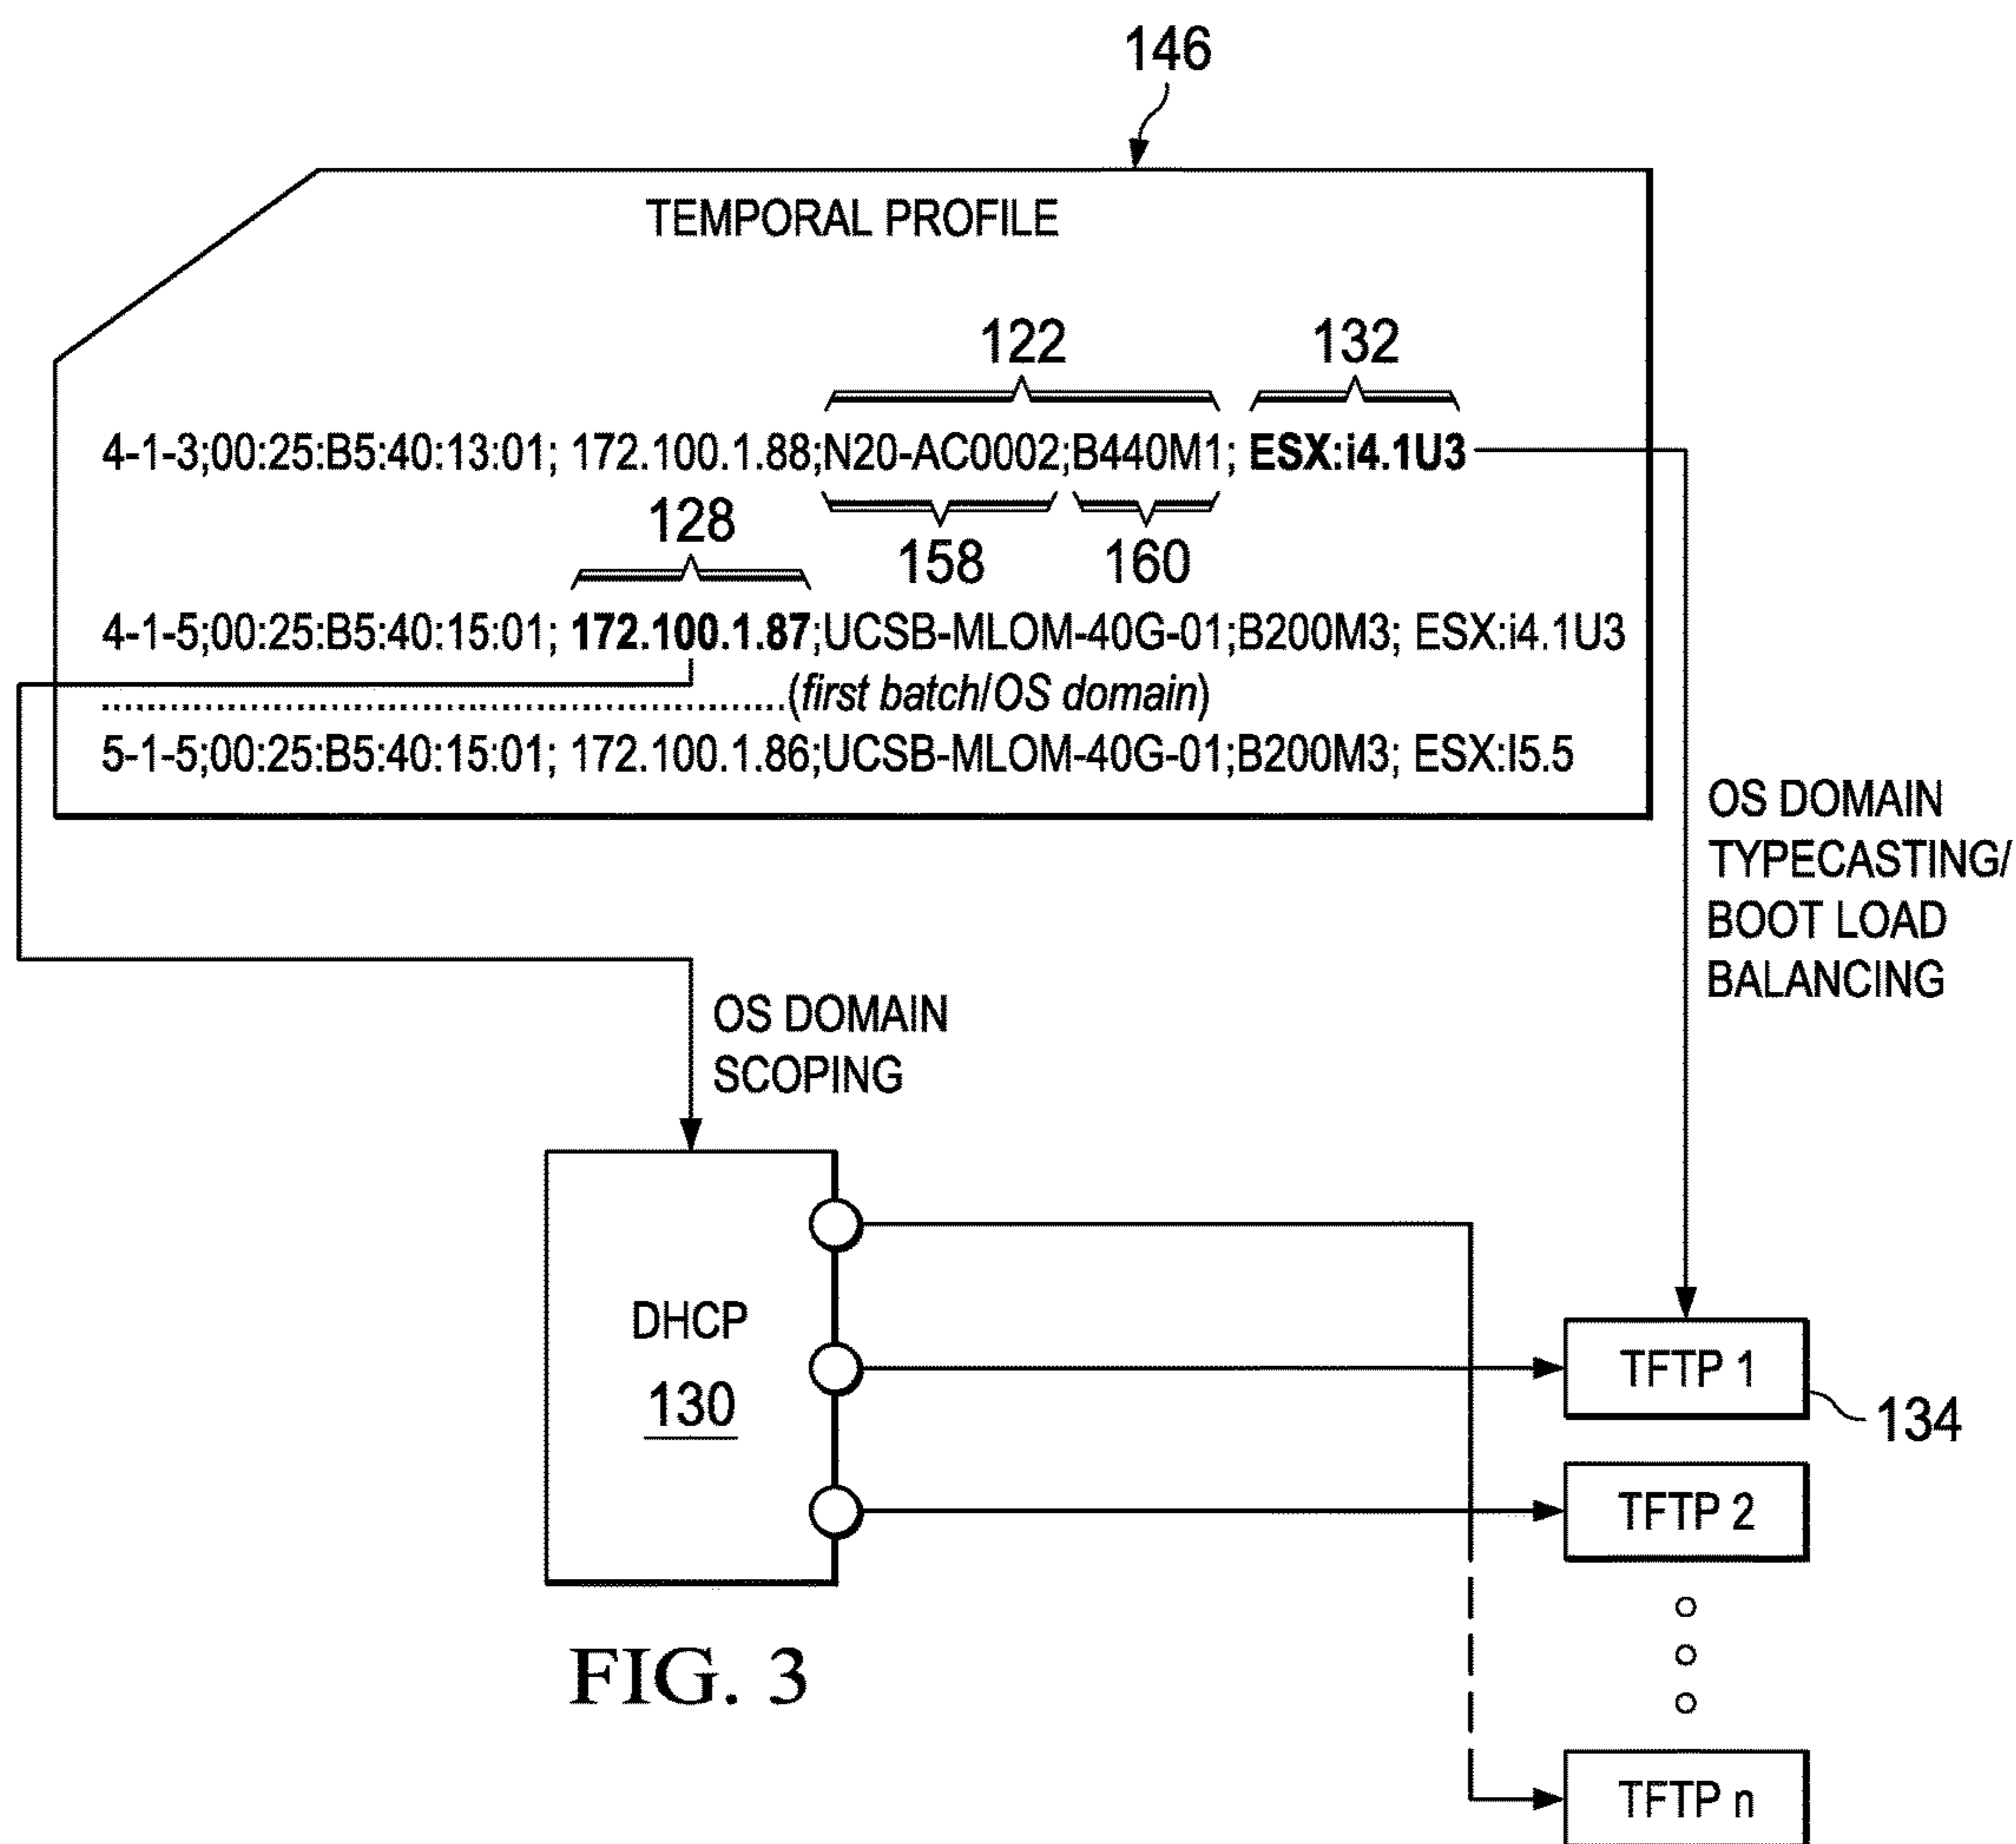 146
TEMPORAL PROFILE
122 132
4-1-3;00:25:B5:40:13:01; 172.100.1.88;N20-AC0002;B440M1; ESX:i4.1U3
128 158 160
4-1-5;00:25:B5:40:15:01; 172.100.1.87;UCSB-MLOM-40G-01;B200M3; ESX:i4.1U3
......................................................(first batch/OS domain)
5-1-5;00:25:B5:40:15:01; 172.100.1.86;UCSB-MLOM-40G-01;B200M3; ESX:I5.5
OS DOMAIN
TYPECASTING/
BOOT LOAD
BALANCING
OS DOMAIN
SCOPING
DHCP
130
TFTP 1
134
TFTP 2
TFTP n
FIG. 3